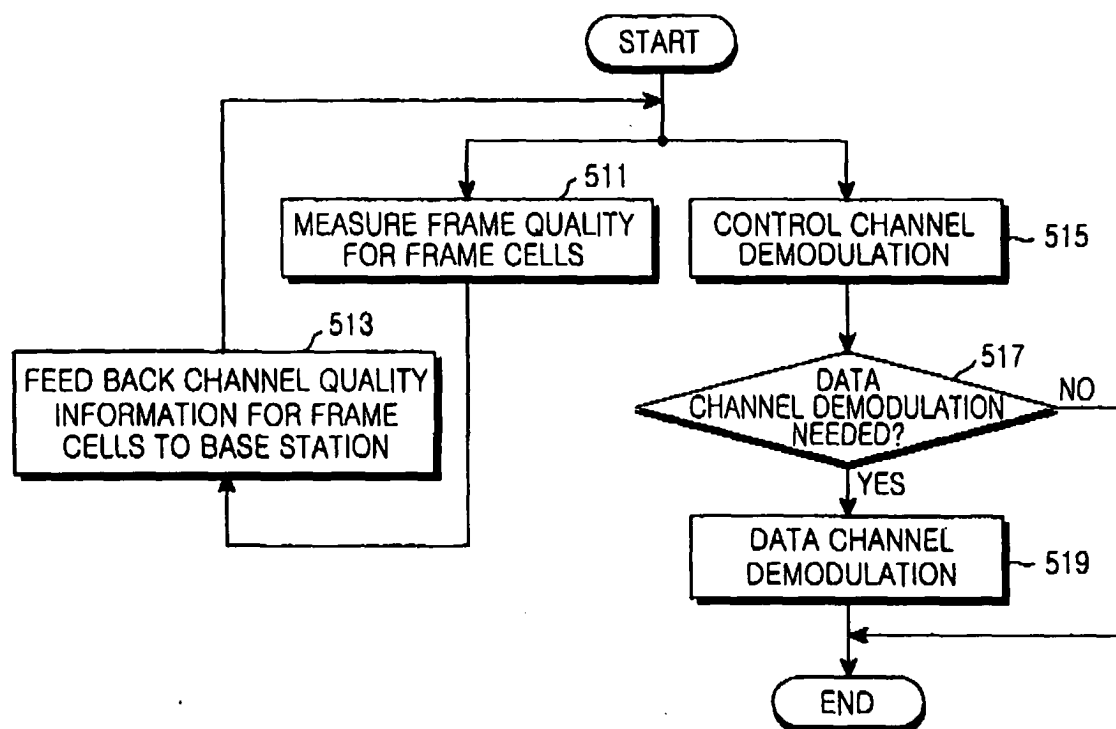 START
511
MEASURE FRAME QUALITY
FOR FRAME CELLS
CONTROL CHANNEL
DEMODULATION
515
513
FEED BACK CHANNEL QUALITY
INFORMATION FOR FRAME
CELLS TO BASE STATION
517
DATA
CHANNEL DEMODULATION
NEEDED?
NO
YES
DATA CHANNEL
DEMODULATION
519
END